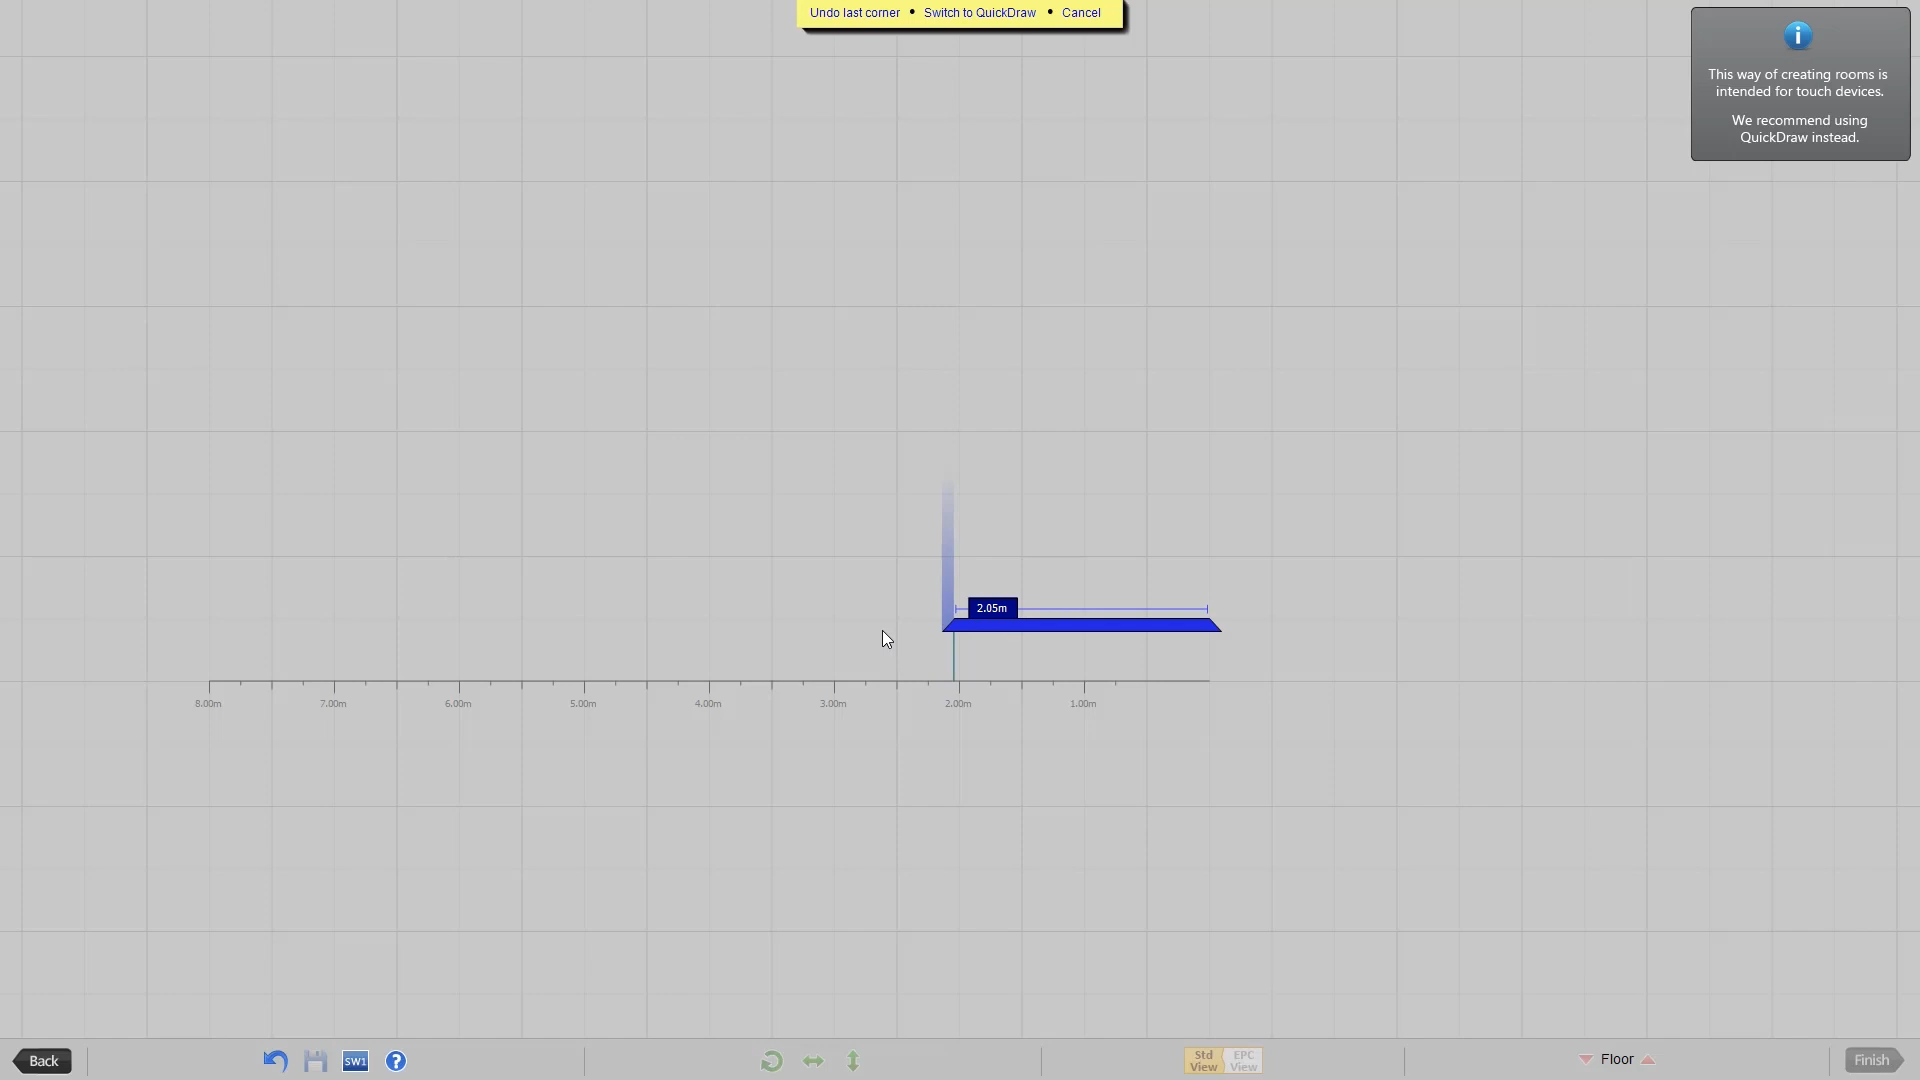 Undo last corner • Switch to QuickDraw • Cancel
i
This way of creating rooms is
intended for touch devices.
We recommend using
QuickDraw instead.
2.05m
8.00m 7.00m 6.00m 5.00m 4.00m 3.00m 2.00m 1.00m
Back
SW1
?
Std
View
EPC
View
Floor
Finish